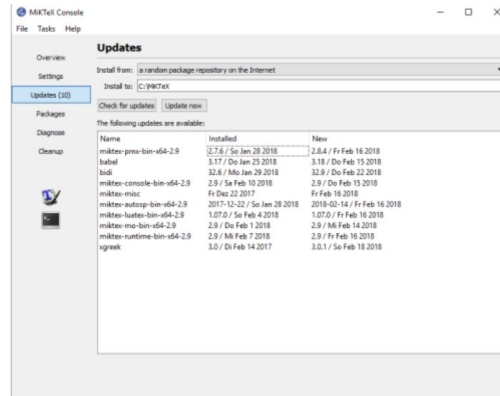 MiKTeX Console
File Tasks Help
Overview
Settings
Updates (10)
Packages
Diagnose
Cleanup
Updates
Install from: a random package repository on the Internet
Install to: C:\MiKTeX
Check for updates Update now
The following updates are available:
Name Installed New
miktex-pmx-bin-x64-2.9 2.7.6 / So Jan 28 2018 2.8.4 / Fr Feb 16 2018
babel 3.17 / Do Jan 25 2018 3.18 / Do Feb 15 2018
bidi 32.6 / Mo Jan 29 2018 32.9 / Do Feb 22 2018
miktex-console-bin-x64-2.9 2.9 / Sa Feb 10 2018 2.9 / Do Feb 15 2018
miktex-misc Fr Dez 22 2017 Fr Feb 16 2018
miktex-autosp-bin-x64-2.9 2017-12-22 / So Jan 28 2018 2018-02-14 / Fr Feb 16 2018
miktex-luatex-bin-x64-2.9 1.07.0 / So Feb 4 2018 1.07.0 / Fr Feb 16 2018
miktex-mo-bin-x64-2.9 2.9 / Do Feb 1 2018 2.9 / Mi Feb 14 2018
miktex-runtime-bin-x64-2.9 2.9 / Mi Feb 7 2018 2.9 / Fr Feb 16 2018
xgreek 3.0 / Di Feb 14 2017 3.0.1 / So Feb 18 2018